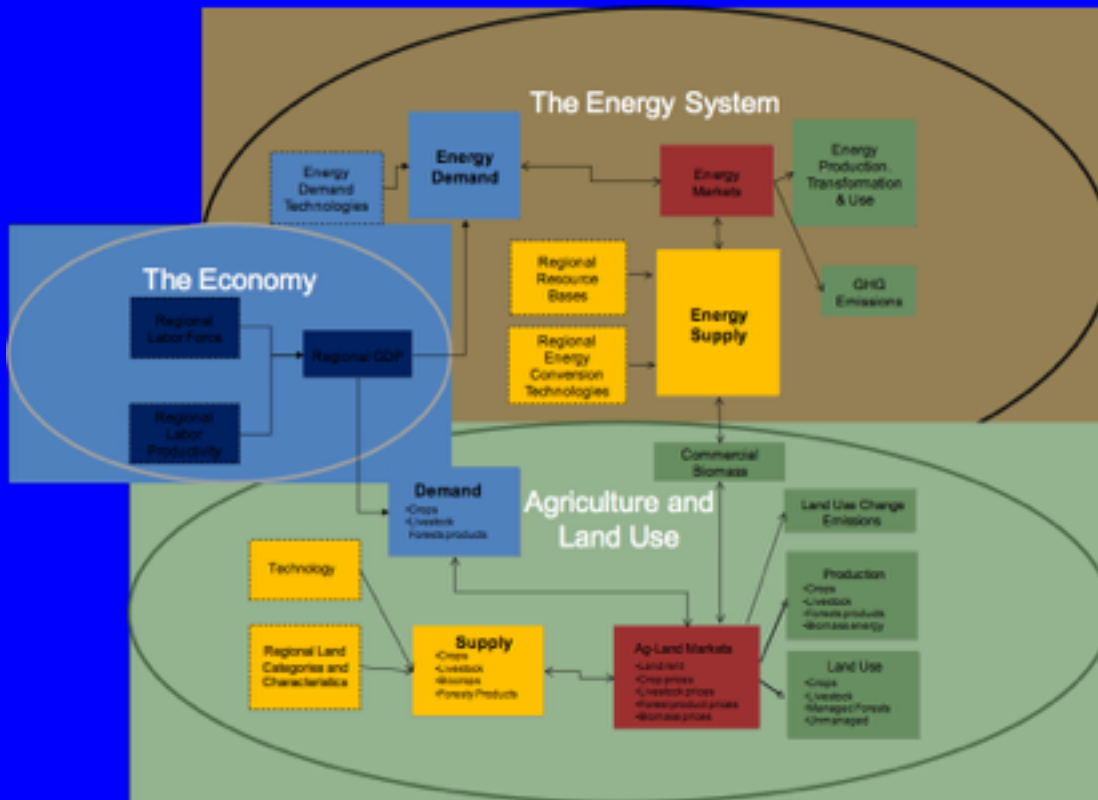 The Energy System
Energy
Demand
Technologies
Energy
Demand
Energy
Markets
Energy
Production.
Transformation
& Use
Regional
Resource
Bases
GHG
Emissions
Energy
Supply
Regional
Energy
Conversion
Technologies
The Economy
Regional
Labor Force
Regional GDP
Regional
Labor
Productivity
Commercial
Biomass
Agriculture and
Land Use
Demand
•Crops
•Livestock
Forests products
Land Use Change
Emissions
Technology
Production
•Crops
•Livestock
•Forests products
•Biomass energy
Regional Land
Categories and
Characteristics
Supply
•Crops
•Livestock
•Biocrops
•Foresty Products
Ag-Land Markets
•Land rent
•Crop prices
•Livestock prices
•Forest product prices
•Biomass prices
Land Use
•Crops
•Livestock
•Managed Forests
•Unmanaged